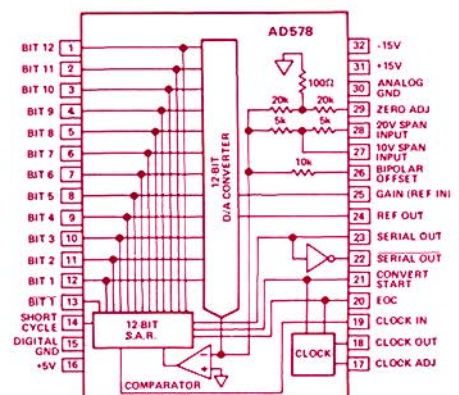 AD578
BIT 12 1
BIT 11 2
BIT 10 3
BIT 9 4
BIT 8 5
BIT 7 6
BIT 6 7
BIT 5 8
BIT 4 9
BIT 3 10
BIT 2 11
BIT 1 12
BIT 1 13
SHORT
CYCLE 14
DIGITAL
GND 15
+5V 16
12-BIT
D/A CONVERTER
12-BIT
S.A.R.
COMPARATOR
-
+
100Ω
20k 20k
5k 5k
10k
CLOCK
32 -15V
31 +15V
30 ANALOG
GND
29 ZERO ADJ
28 20V SPAN
INPUT
27 10V SPAN
INPUT
26 BIPOLAR
OFFSET
25 GAIN (REF IN)
24 REF OUT
23 SERIAL OUT
22 SERIAL OUT
21 CONVERT
START
20 EOC
19 CLOCK IN
18 CLOCK OUT
17 CLOCK ADJ